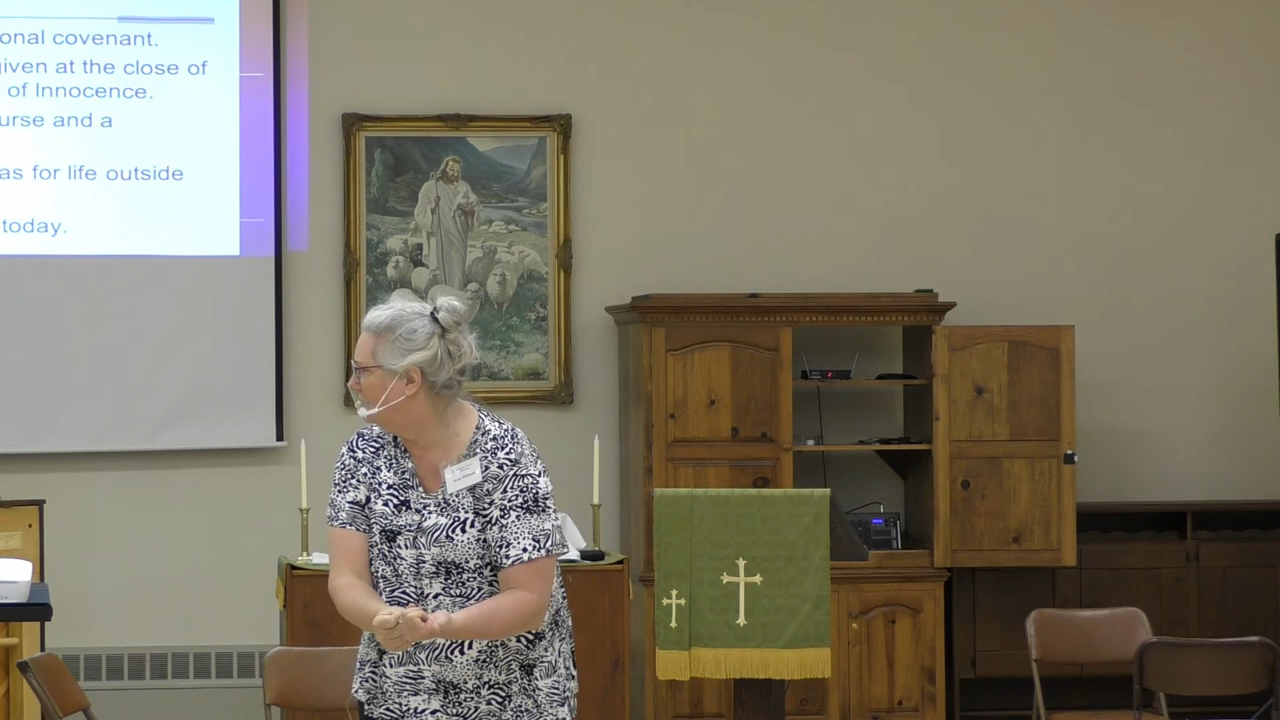 onal covenant.
given at the close of
of Innocence.
urse and a
as for life outside
today.